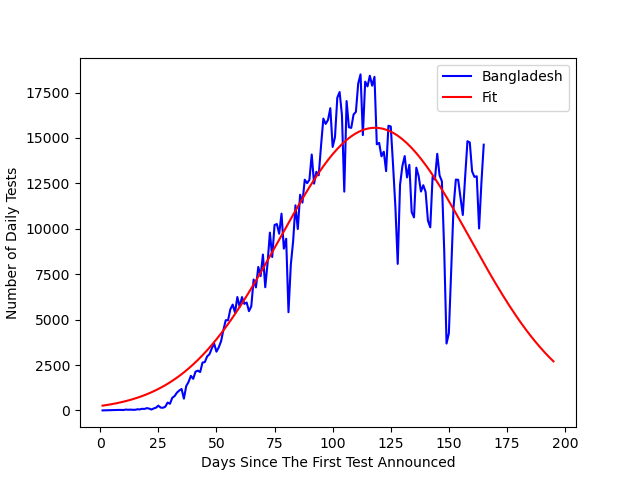 Bangladesh
Fit
17500
15000
12500
10000
7500
5000
2500
0
Number of Daily Tests
0 25 50 75 100 125 150 175 200
Days Since The First Test Announced